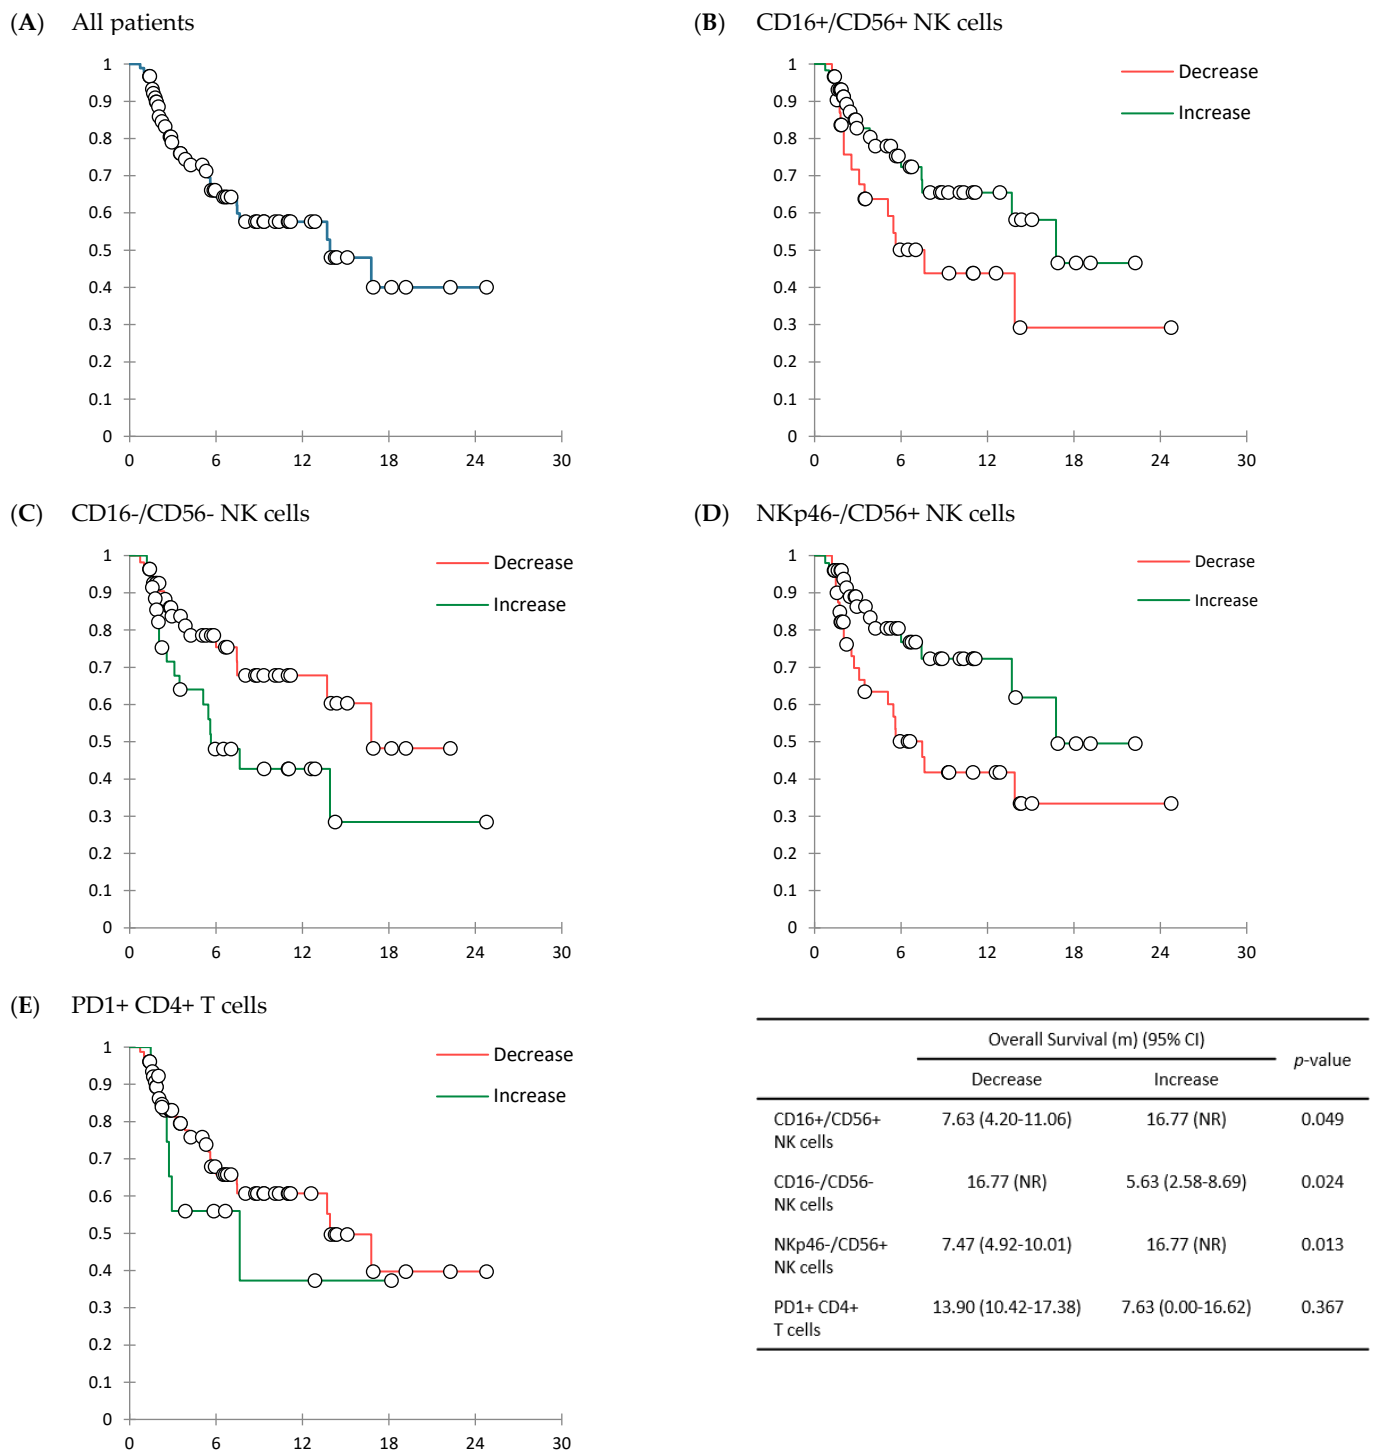 (A) All patients
1
0.9
0.8
0.7
0.6
0.5
0.4
0.3
0.2
0.1
0
0 6 12 18 24 30
(B) CD16+/CD56+ NK cells
Decrease
Increase
1
0.9
0.8
0.7
0.6
0.5
0.4
0.3
0.2
0.1
0
0 6 12 18 24 30
(C) CD16-/CD56- NK cells
Decrease
Increase
1
0.9
0.8
0.7
0.6
0.5
0.4
0.3
0.2
0.1
0
0 6 12 18 24 30
(D) NKp46-/CD56+ NK cells
Decrase
Increase
1
0.9
0.8
0.7
0.6
0.5
0.4
0.3
0.2
0.1
0
0 6 12 18 24 30
(E) PD1+ CD4+ T cells
Decrease
Increase
1
0.9
0.8
0.7
0.6
0.5
0.4
0.3
0.2
0.1
0
0 6 12 18 24 30
Overall Survival (m) (95% CI)
p-value
Decrease Increase
CD16+/CD56+ 7.63 (4.20-11.06) 16.77 (NR) 0.049
NK cells
CD16-/CD56- 16.77 (NR) 5.63 (2.58-8.69) 0.024
NK cells
NKp46-/CD56+ 7.47 (4.92-10.01) 16.77 (NR) 0.013
NK cells
PD1+ CD4+ 13.90 (10.42-17.38) 7.63 (0.00-16.62) 0.367
T cells